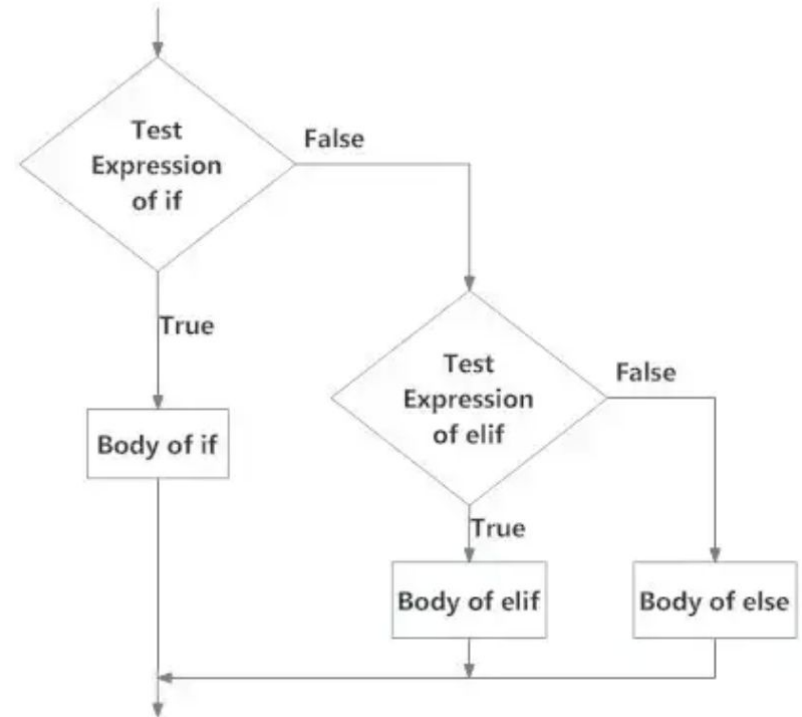 Test
Expression
of if
False
True
Body of if
Test
Expression
of elif
False
True
Body of elif
Body of else